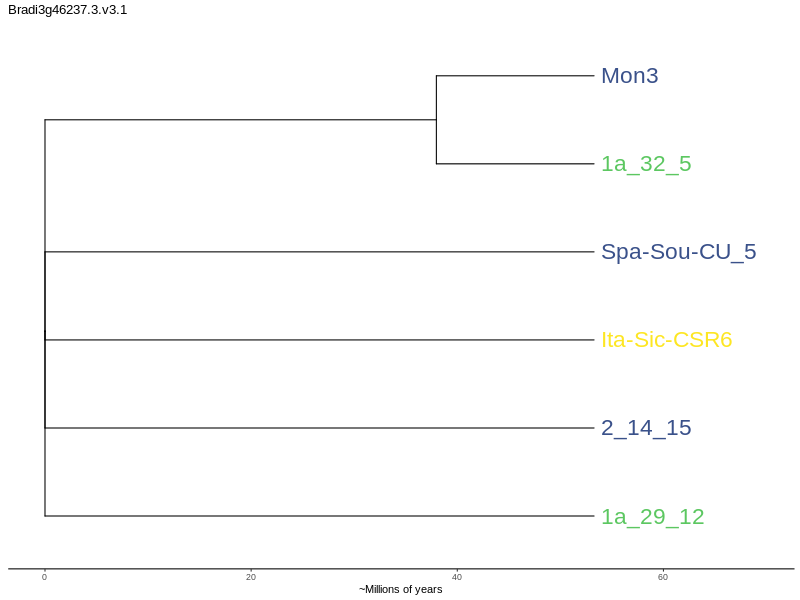 Bradi3g46237.3.v3.1
Mon3
1a_32_5
Spa-Sou-CU_5
Ita-Sic-CSR6
2_14_15
1a_29_12
0 20 40 60
~Millions of years